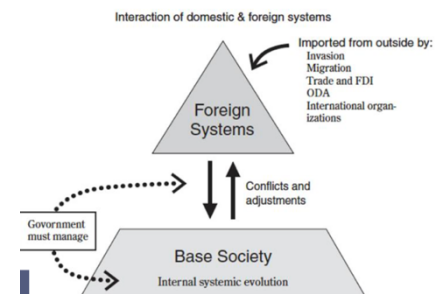 Interaction of domestic & foreign systems
Imported from outside by:
Invasion
Migration
Trade and FDI
ODA
International organ-
izations
Foreign
Systems
Conflicts and
adjustments
Govornment
must manage
Base Society
Internal systemic evolution